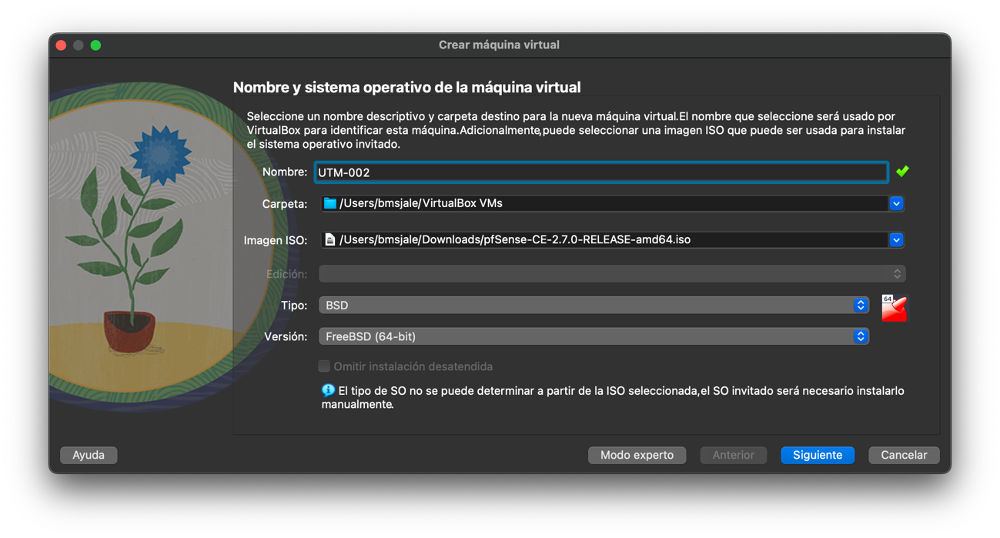 Crear máquina virtual
Nombre y sistema operativo de la máquina virtual
Seleccione un nombre descriptivo y carpeta destino para la nueva máquina virtual.El nombre que seleccione será usado por
VirtualBox para identificar esta máquina.Adicionalmente,puede seleccionar una imagen ISO que puede ser usada para instalar
el sistema operativo invitado.
Nombre: UTM-002
Carpeta: /Users/bmsjale/VirtualBox VMs
Imagen ISO: /Users/bmsjale/Downloads/pfSense-CE-2.7.0-RELEASE-amd64.iso
Edición:
Tipo: BSD 64
Versión: FreeBSD (64-bit)
Omitir instalación desatendida
El tipo de SO no se puede determinar a partir de la ISO seleccionada,el SO invitado será necesario instalarlo
manualmente.
Ayuda Modo experto Anterior Siguiente Cancelar